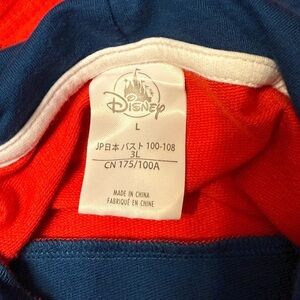 Disney
L
JP日本 バスト 100-108
3L
CN 175/100A
MADE IN CHINA
FABRIQUÉ EN CHINE